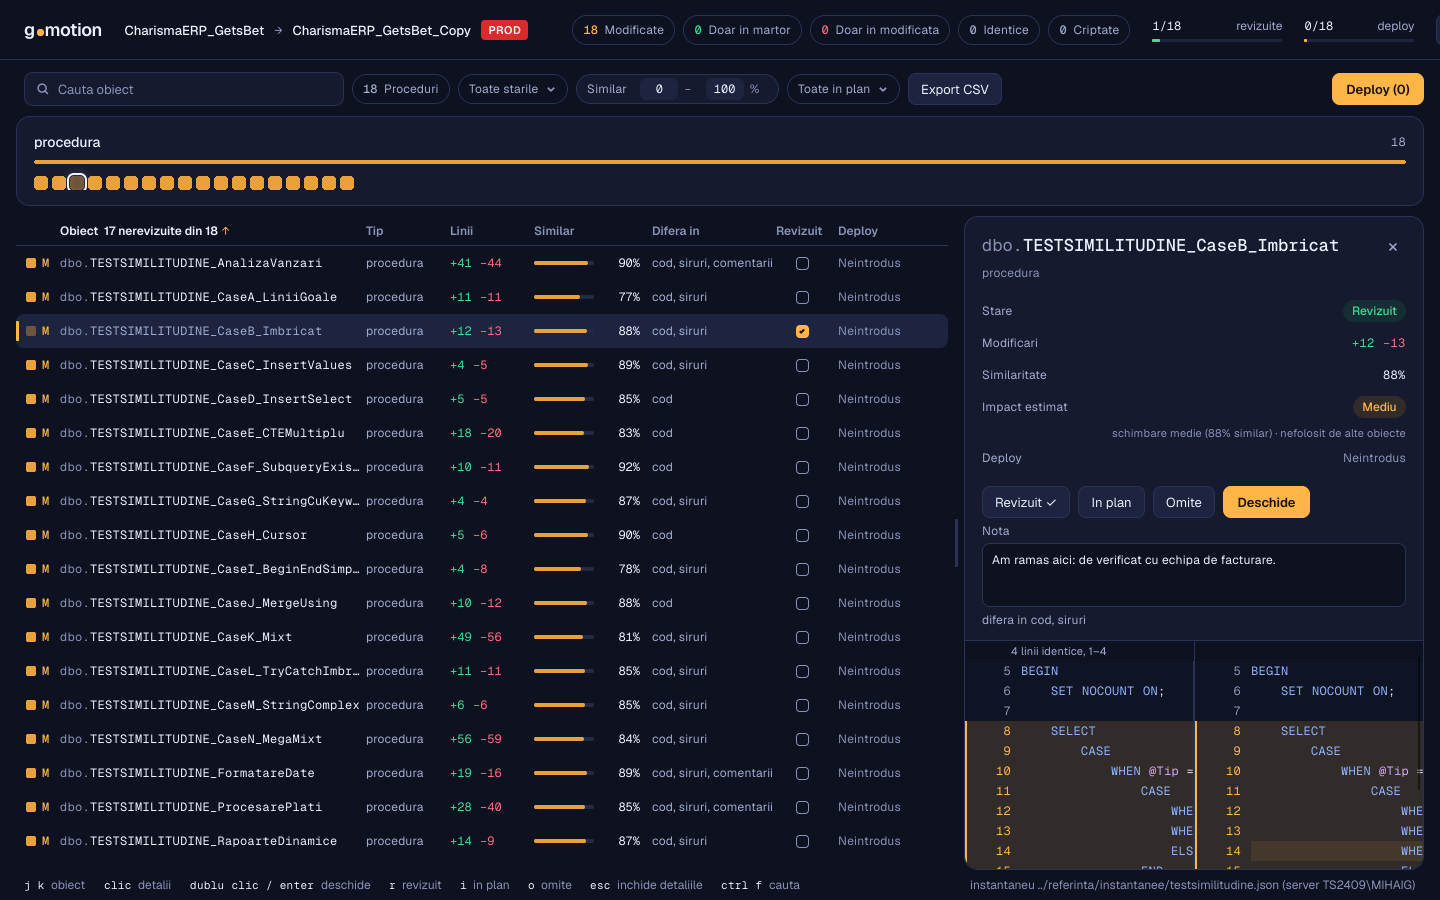 gomotion CharismaERP_GetsBet → CharismaERP_GetsBet_Copy PROD 18 Modificate 0 Doar in martor 0 Doar in modificata 0 Identice 0 Criptate 1/18 revizuite 0/18 deploy
Cauta obiect 18 Proceduri Toate starile Similar 0 – 100 % Toate in plan Export CSV Deploy (0)
procedura 18
Obiect 17 nerevizuite din 18 ↑ Tip Linii Similar Difera in Revizuit Deploy
M dbo.TESTSIMILITUDINE_AnalizaVanzari procedura +41 −44 90% cod, siruri, comentarii Neintrodus
M dbo.TESTSIMILITUDINE_CaseA_LiniiGoale procedura +11 −11 77% cod, siruri Neintrodus
M dbo.TESTSIMILITUDINE_CaseB_Imbricat procedura +12 −13 88% cod, siruri Neintrodus
M dbo.TESTSIMILITUDINE_CaseC_InsertValues procedura +4 −5 89% cod, siruri Neintrodus
M dbo.TESTSIMILITUDINE_CaseD_InsertSelect procedura +5 −5 85% cod Neintrodus
M dbo.TESTSIMILITUDINE_CaseE_CTEMultiplu procedura +18 −20 83% cod Neintrodus
M dbo.TESTSIMILITUDINE_CaseF_SubqueryExis… procedura +10 −11 92% cod Neintrodus
M dbo.TESTSIMILITUDINE_CaseG_StringCuKeyw… procedura +4 −4 87% cod, siruri Neintrodus
M dbo.TESTSIMILITUDINE_CaseH_Cursor procedura +5 −6 90% cod, siruri Neintrodus
M dbo.TESTSIMILITUDINE_CaseI_BeginEndSimp… procedura +4 −8 78% cod, siruri Neintrodus
M dbo.TESTSIMILITUDINE_CaseJ_MergeUsing procedura +10 −12 88% cod Neintrodus
M dbo.TESTSIMILITUDINE_CaseK_Mixt procedura +49 −56 81% cod, siruri Neintrodus
M dbo.TESTSIMILITUDINE_CaseL_TryCatchImbr… procedura +11 −11 85% cod, siruri Neintrodus
M dbo.TESTSIMILITUDINE_CaseM_StringComplex procedura +6 −6 85% cod, siruri Neintrodus
M dbo.TESTSIMILITUDINE_CaseN_MegaMixt procedura +56 −59 84% cod, siruri Neintrodus
M dbo.TESTSIMILITUDINE_FormatareDate procedura +19 −16 89% cod, siruri, comentarii Neintrodus
M dbo.TESTSIMILITUDINE_ProcesarePlati procedura +28 −40 85% cod, siruri, comentarii Neintrodus
M dbo.TESTSIMILITUDINE_RapoarteDinamice procedura +14 −9 87% cod, siruri Neintrodus
dbo.TESTSIMILITUDINE_CaseB_Imbricat ×
procedura
Stare Revizuit
Modificari +12 −13
Similaritate 88%
Impact estimat Mediu
schimbare medie (88% similar) · nefolosit de alte obiecte
Deploy Neintrodus
Revizuit ✓ In plan Omite Deschide
Nota
Am ramas aici: de verificat cu echipa de facturare.
difera in cod, siruri
4 linii identice, 1–4
5 BEGIN 5 BEGIN
6 SET NOCOUNT ON; 6 SET NOCOUNT ON;
7 7
8 SELECT 8 SELECT
9 CASE 9 CASE
10 WHEN @Tip = 10 WHEN @Tip =
11 CASE 11 CASE
12 WHE 12 WHE
13 WHE 13 WHE
14 ELS 14 WHE
j k obiect clic detalii dublu clic / enter deschide r revizuit i in plan o omite esc inchide detaliile ctrl f cauta instantaneu ../referinta/instantanee/testsimilitudine.json (server TS2409\MIHAIG)